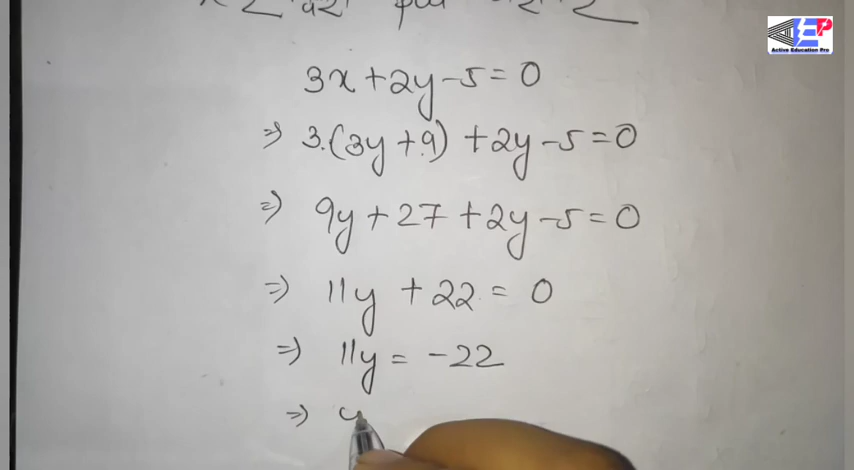 3x+2y-5=0
⇒ 3.(3y+9)+2y-5=0
⇒ 9y+27+2y-5=0
⇒ 11y+22=0
⇒ 11y=-22
⇒ y
AEP
Active Education Pro